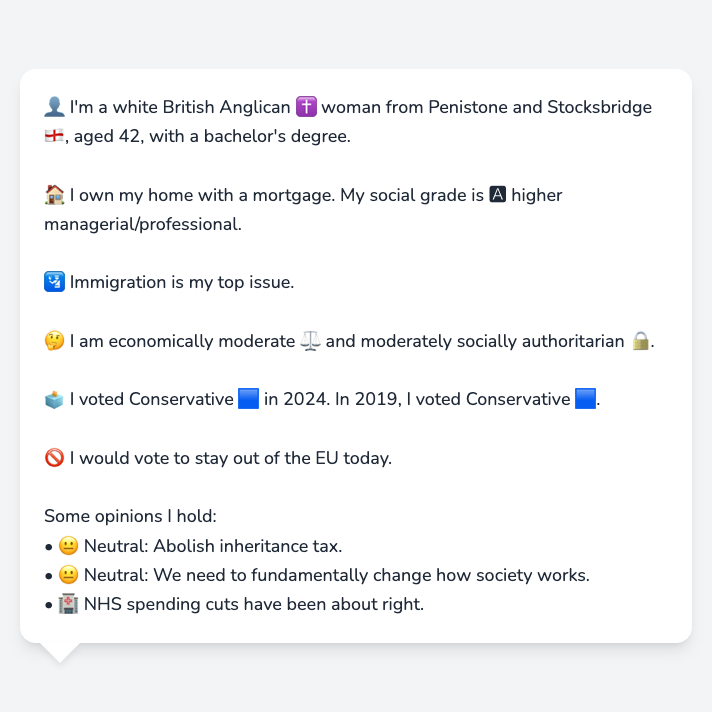 👤 I'm a white British Anglican ✝️ woman from Penistone and Stocksbridge
🏴󠁧󠁢󠁥󠁮󠁧󠁿, aged 42, with a bachelor's degree.
🏠 I own my home with a mortgage. My social grade is 🅰 higher
managerial/professional.
🛂 Immigration is my top issue.
🤔 I am economically moderate ⚖️ and moderately socially authoritarian 🔒.
🗳️ I voted Conservative 🟦 in 2024. In 2019, I voted Conservative 🟦.
🚫 I would vote to stay out of the EU today.
Some opinions I hold:
• 😐 Neutral: Abolish inheritance tax.
• 😐 Neutral: We need to fundamentally change how society works.
• 🏥 NHS spending cuts have been about right.